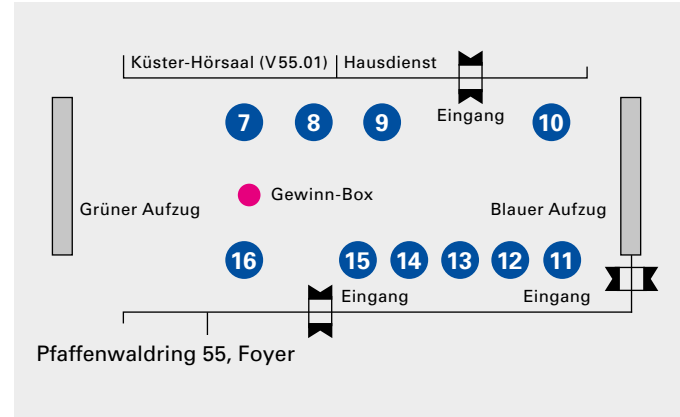 Küster-Hörsaal (V 55.01) Hausdienst
Eingang
7 8 9 10
Gewinn-Box
Grüner Aufzug Blauer Aufzug
16 15 14 13 12 11
Eingang Eingang
Pfaffenwaldring 55, Foyer